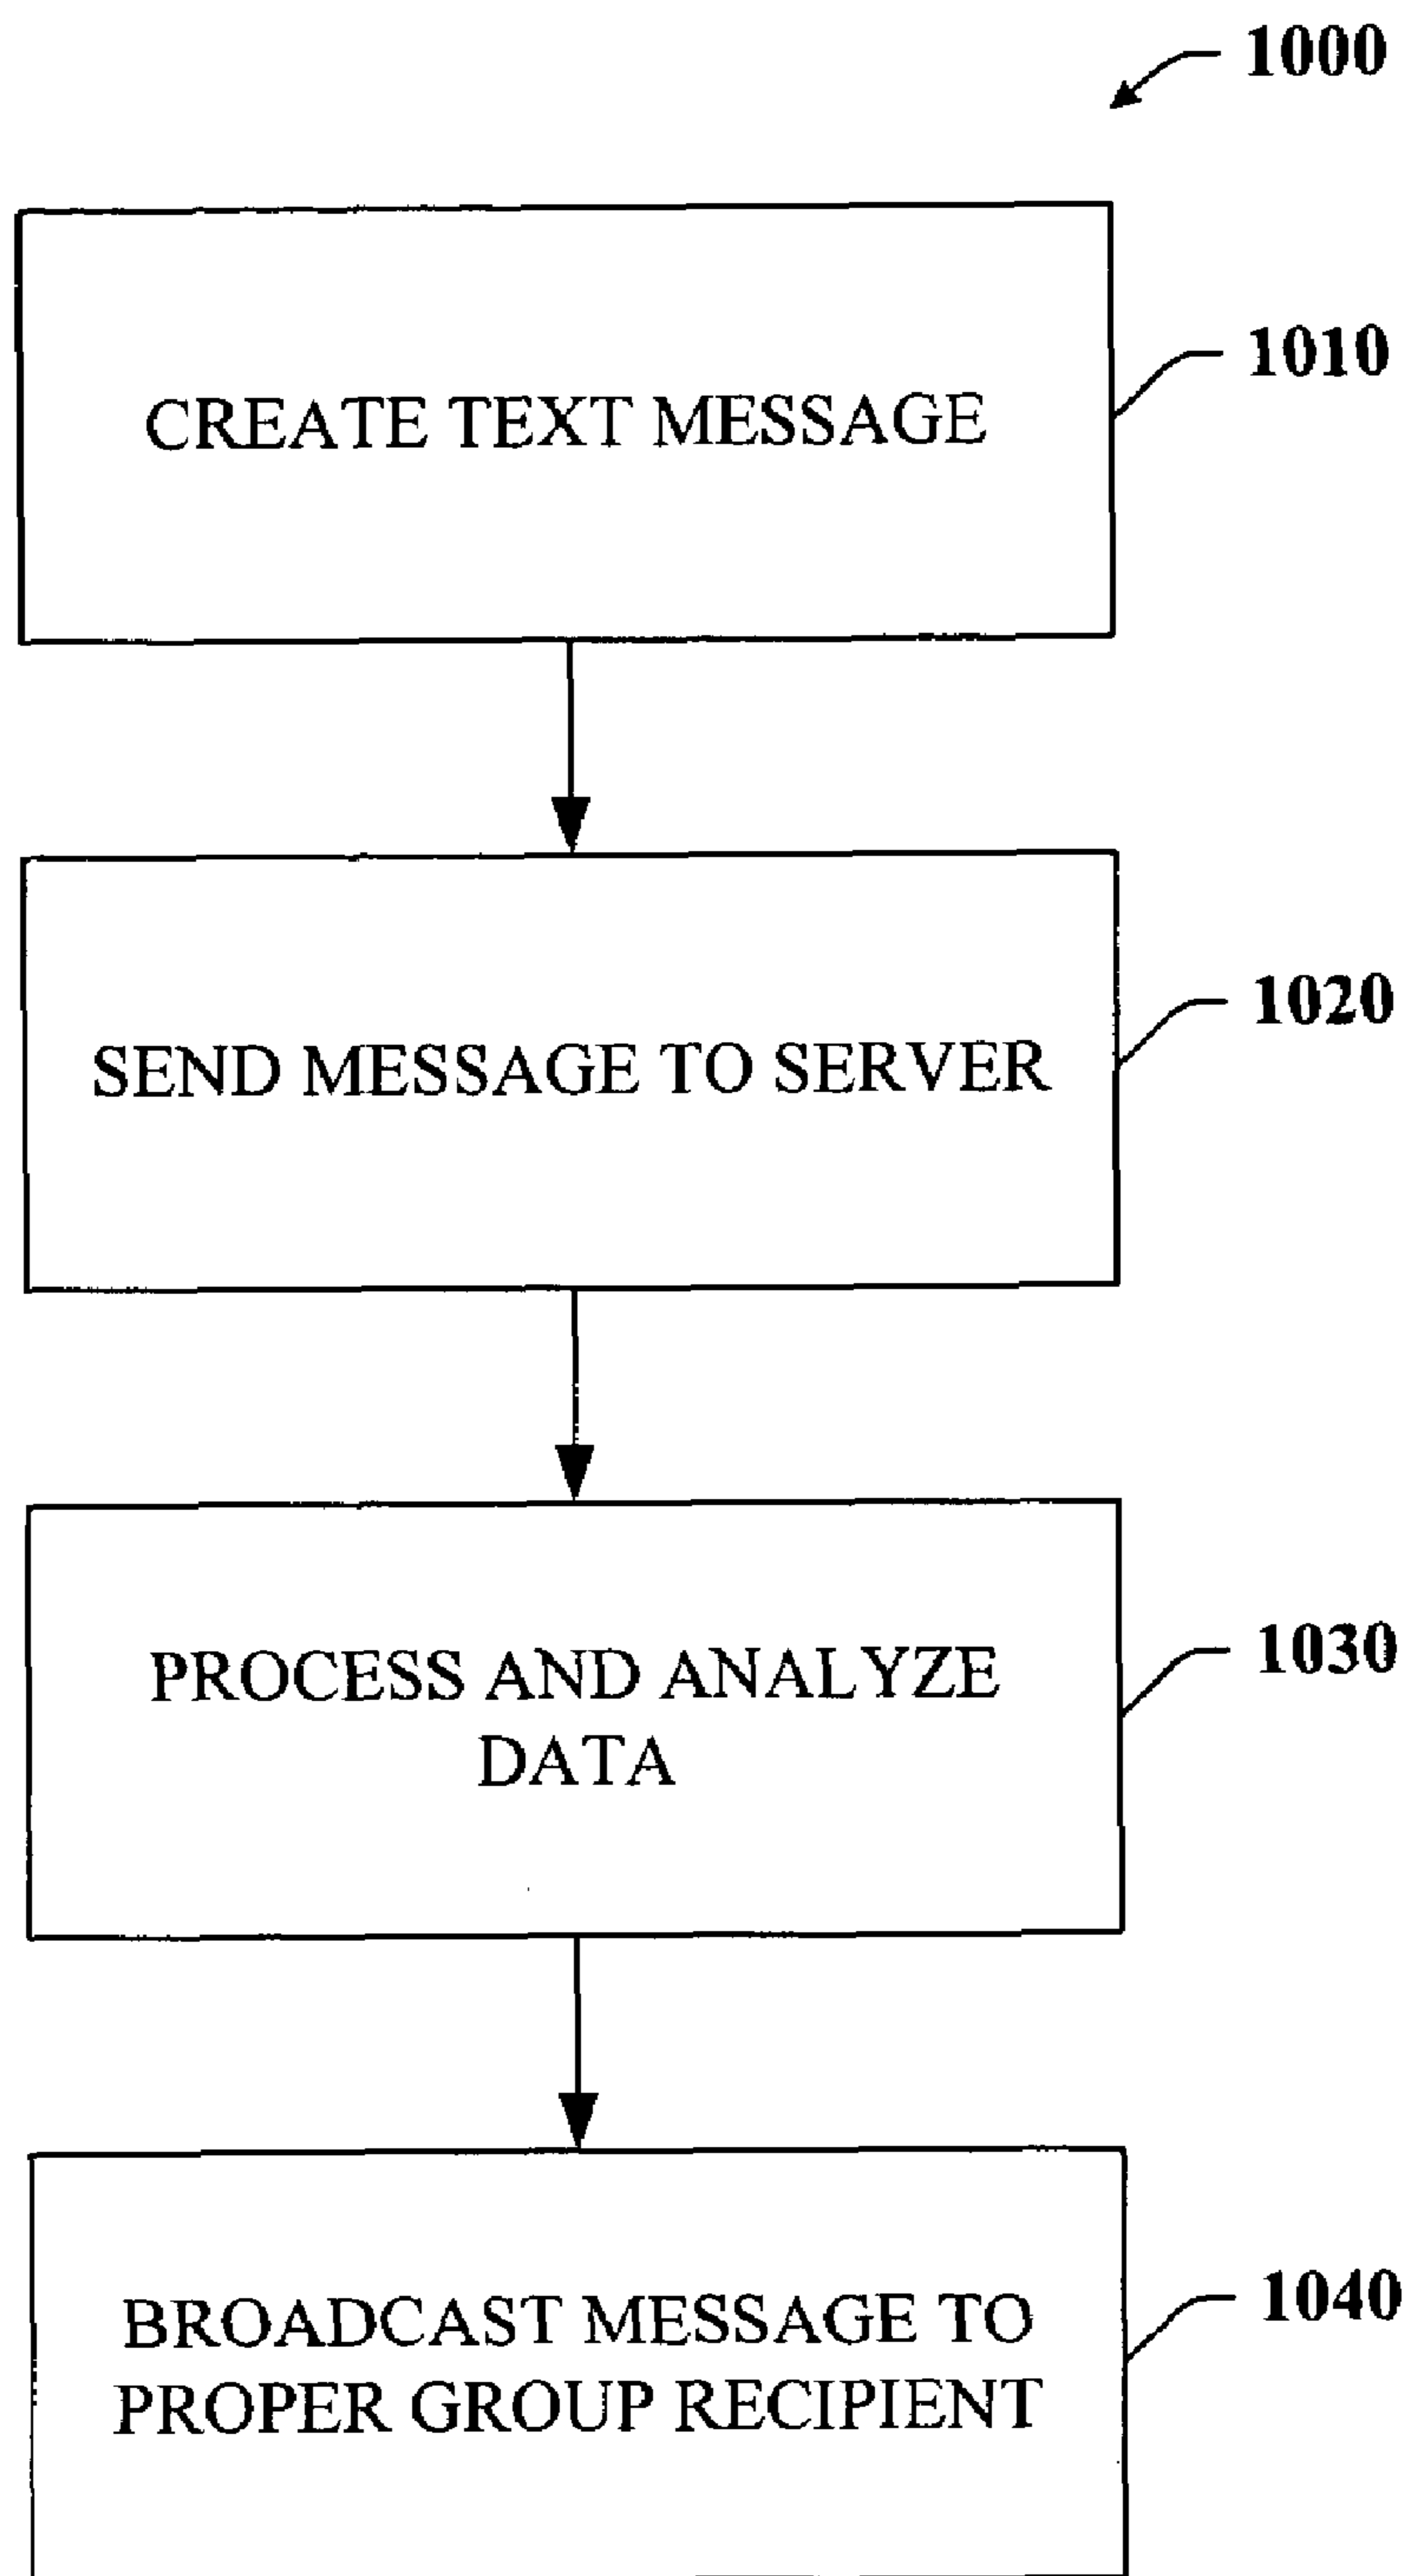 1000
CREATE TEXT MESSAGE
1010
SEND MESSAGE TO SERVER
1020
PROCESS AND ANALYZE
DATA
1030
BROADCAST MESSAGE TO
PROPER GROUP RECIPIENT
1040